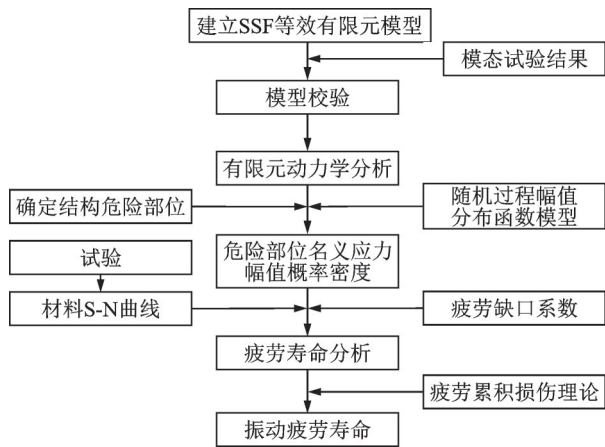 建立SSF等效有限元模型
模态试验结果
模型校验
有限元动力学分析
确定结构危险部位
随机过程幅值
分布函数模型
危险部位名义应力
幅值概率密度
试验
材料S-N曲线
疲劳缺口系数
疲劳寿命分析
疲劳累积损伤理论
振动疲劳寿命